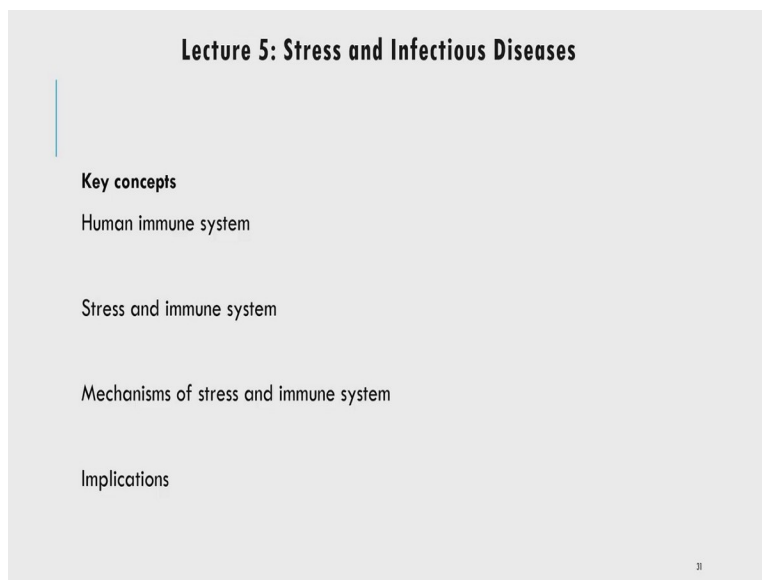 Lecture 5: Stress and Infectious Diseases
Key concepts
Human immune system
Stress and immune system
Mechanisms of stress and immune system
Implications
31